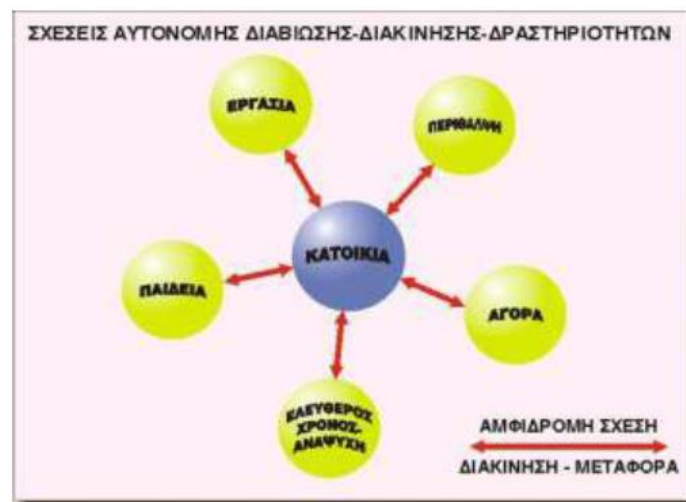 ΣΧΕΣΕΙΣ ΑΥΤΟΝΟΜΗΣ ΔΙΑΒΙΩΣΗΣ-ΔΙΑΚΙΝΗΣΗΣ-ΔΡΑΣΤΗΡΙΟΤΗΤΩΝ
ΕΡΓΑΣΙΑ
ΠΕΡΙΘΑΛΨΗ
ΚΑΤΟΙΚΙΑ
ΠΑΙΔΕΙΑ
ΑΓΟΡΑ
ΕΛΕΥΘΕΡΟΣ
ΧΡΟΝΟΣ-
ΑΝΑΨΥΧΗ
ΑΜΦΙΔΡΟΜΗ ΣΧΕΣΗ
ΔΙΑΚΙΝΗΣΗ - ΜΕΤΑΦΟΡΑ